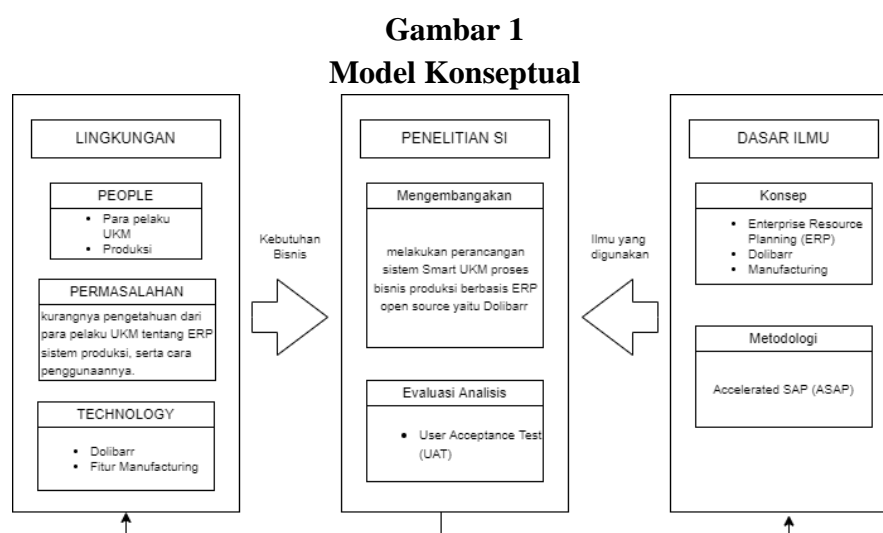 Gambar 1
Model Konseptual
LINGKUNGAN
PEOPLE
• Para pelaku
UKM
• Produksi
PERMASALAHAN
kurangnya pengetahuan dari
para pelaku UKM tentang ERP
sistem produksi, serta cara
penggunaannya.
TECHNOLOGY
• Dolibarr
• Fitur Manufacturing
Kebutuhan
Bisnis
PENELITIAN SI
Mengembagakan
melakukan perancangan
sistem Smart UKM proses
bisnis produksi berbasis ERP
open source yaitu Dolibarr
Evaluasi Analisis
• User Acceptance Test
(UAT)
Ilmu yang
digunakan
DASAR ILMU
Konsep
• Enterprise Resource
Planning (ERP)
• Dolibarr
• Manufacturing
Metodologi
Accelerated SAP (ASAP)